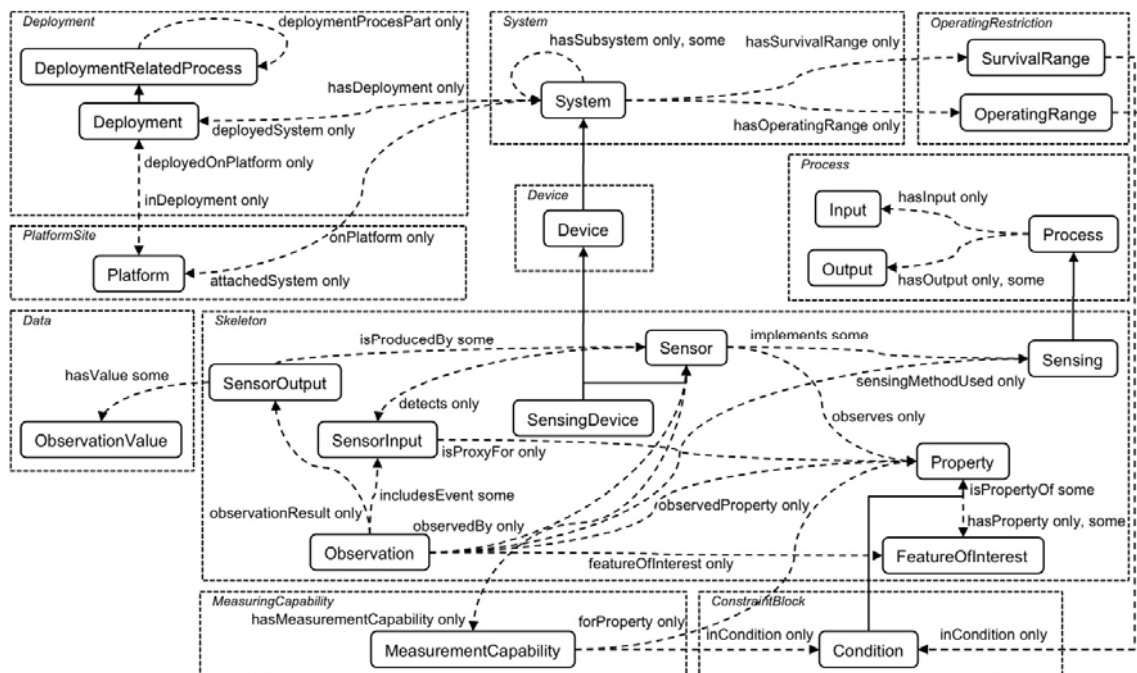 Deployment
deploymentProcesPart only
DeploymentRelatedProcess
hasDeployment only
Deployment
deployedSystem only
deployedOnPlatform only
inDeployment only
System
hasSubsystem only, some
hasSurvivalRange only
System
hasOperatingRange only
OperatingRestriction
SurvivalRange
OperatingRange
Process
hasInput only
Input
Process
Output
hasOutput only, some
Device
Device
PlatformSite
onPlatform only
Platform
attachedSystem only
Data
hasValue some
ObservationValue
Skeleton
isProducedBy some
Sensor
implements some
SensorOutput
Sensing
sensingMethodUsed only
detects only
SensingDevice
observes only
SensorInput
isProxyFor only
Property
isPropertyOf some
includesEvent some
observationResult only
observedBy only
observedProperty only
hasProperty only, some
Observation
featureOfInterest only
FeatureOfInterest
MeasuringCapability
hasMeasurementCapability only
forProperty only
MeasurementCapability
ConstraintBlock
inCondition only
inCondition only
Condition